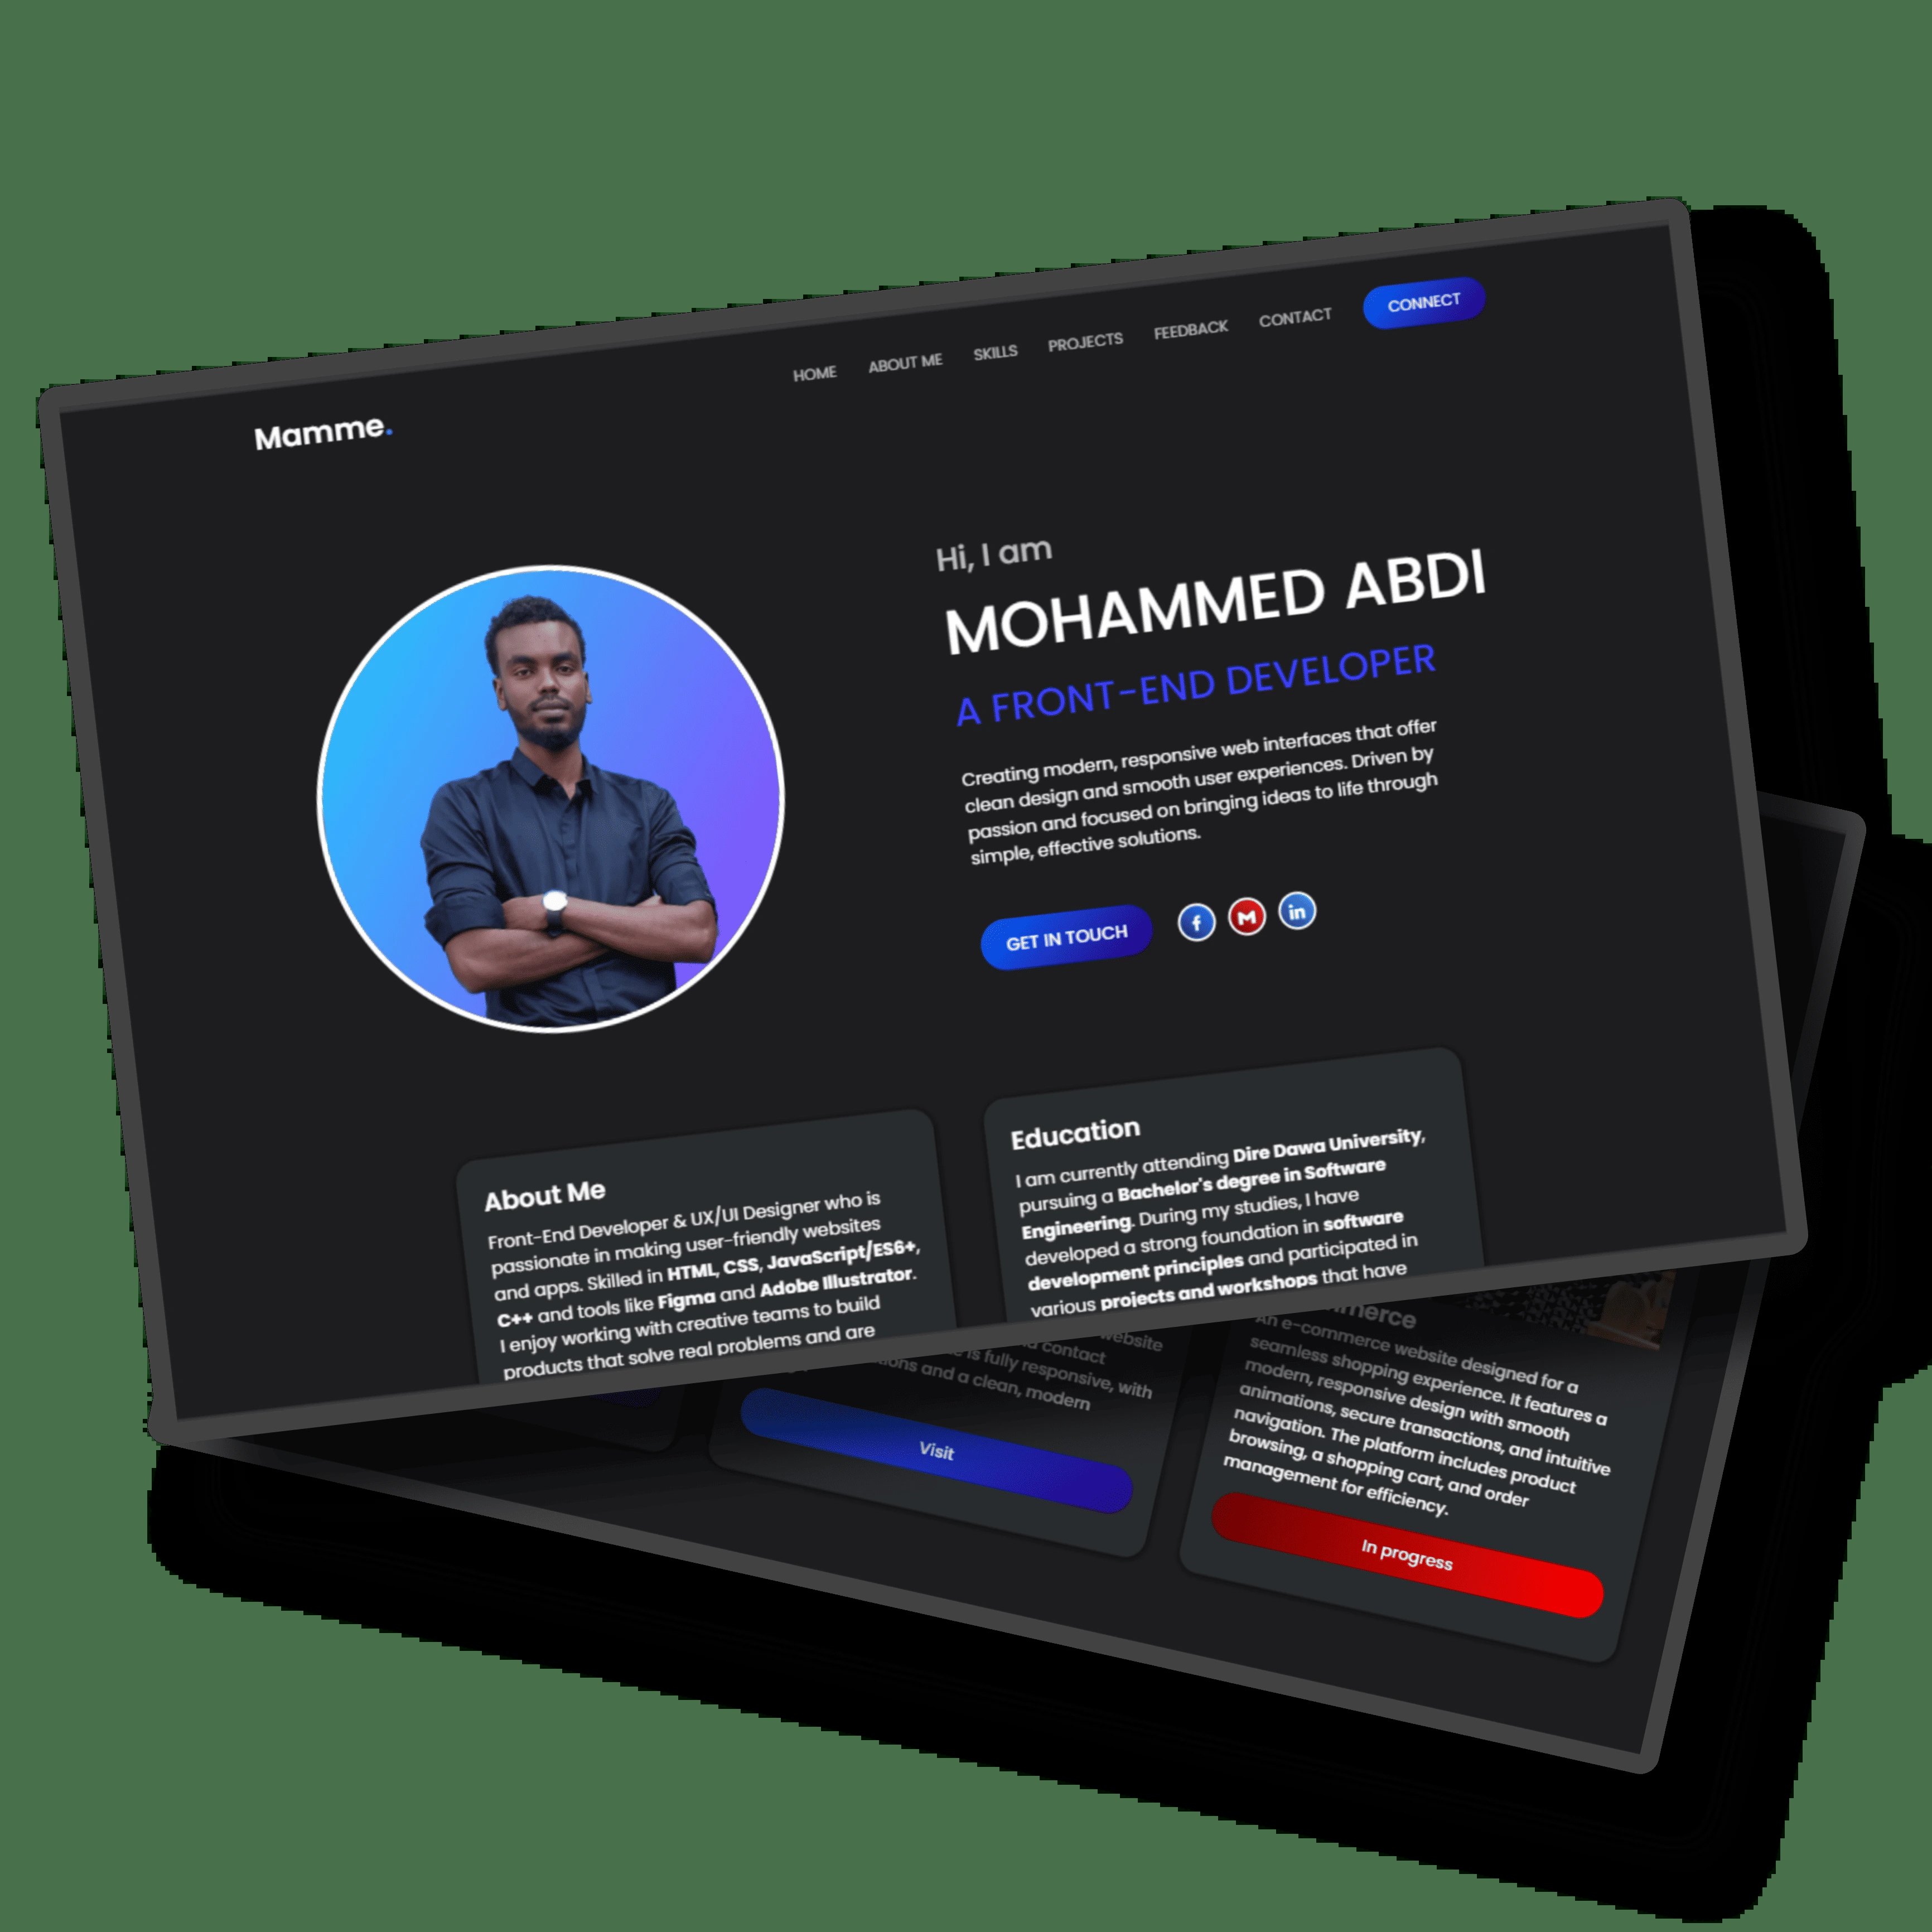 HOME ABOUT ME SKILLS PROJECTS FEEDBACK CONTACT CONNECT
Mamme.
Hi, I am
MOHAMMED ABDI
A FRONT-END DEVELOPER
Creating modern, responsive web interfaces that offer
clean design and smooth user experiences. Driven by
passion and focused on bringing ideas to life through
simple, effective solutions.
GET IN TOUCH
f M in
About Me
Front-End Developer & UX/UI Designer who is
passionate in making user-friendly websites
and apps. Skilled in HTML, CSS, JavaScript/ES6+,
C++ and tools like Figma and Adobe Illustrator.
I enjoy working with creative teams to build
products that solve real problems and are
Education
I am currently attending Dire Dawa University,
pursuing a Bachelor's degree in Software
Engineering. During my studies, I have
developed a strong foundation in software
development principles and participated in
various projects and workshops that have
website
contact
is fully responsive, with
and a clean, modern
Visit
An e-commerce website designed for a
seamless shopping experience. It features a
modern, responsive design with smooth
animations, secure transactions, and intuitive
navigation. The platform includes product
browsing, a shopping cart, and order
management for efficiency.
In progress